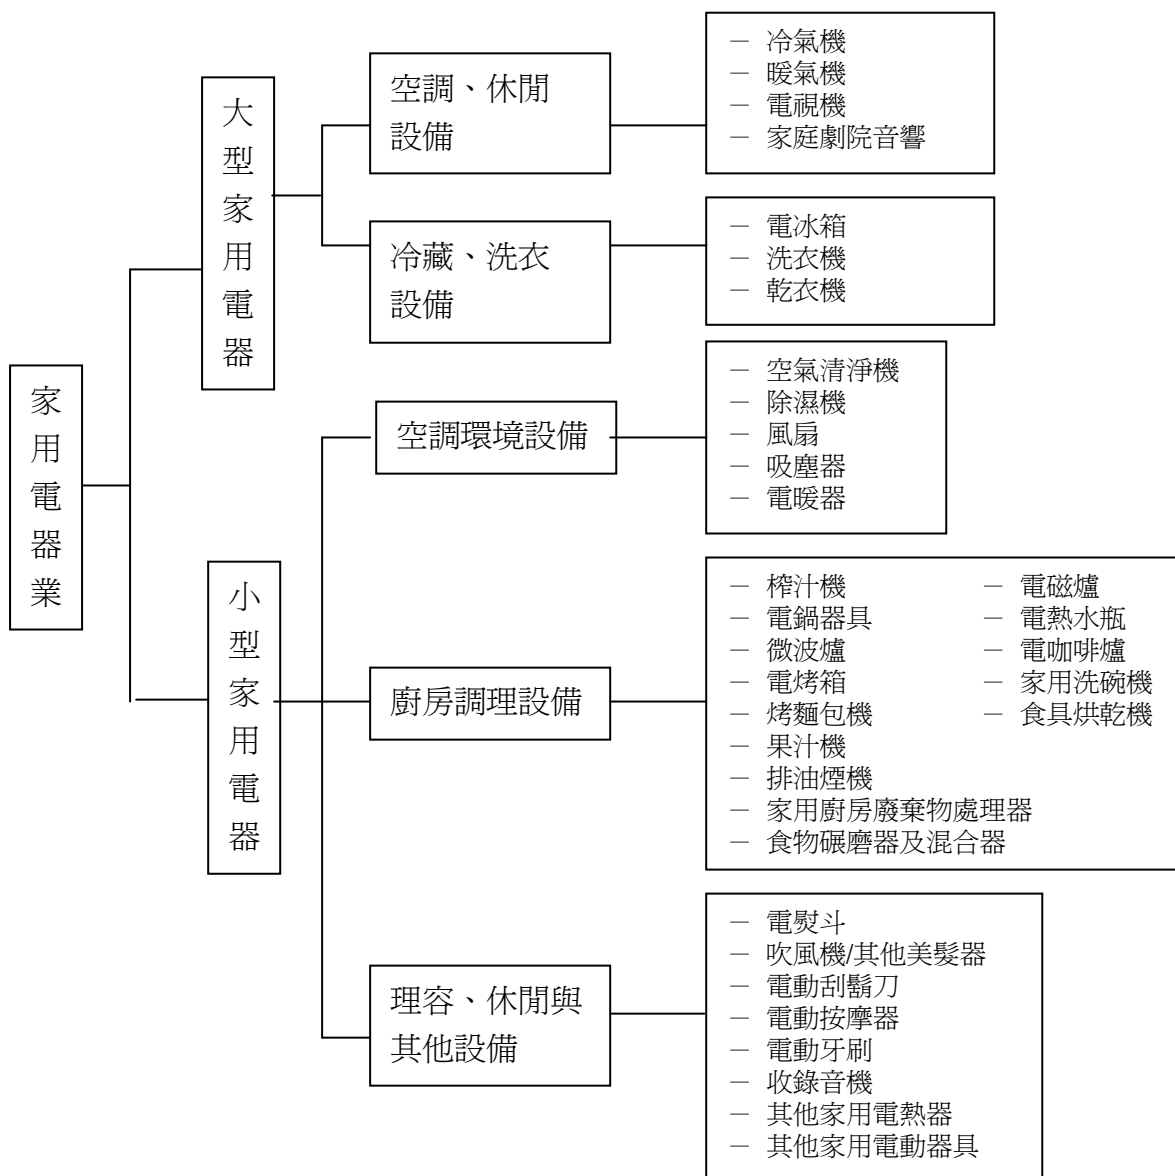 家用電器業
大型家用電器
空調、休閒
設備
－ 冷氣機
－ 暖氣機
－ 電視機
－ 家庭劇院音響
冷藏、洗衣
設備
－ 電冰箱
－ 洗衣機
－ 乾衣機
小型家用電器
空調環境設備
－ 空氣清淨機
－ 除濕機
－ 風扇
－ 吸塵器
－ 電暖器
廚房調理設備
－ 榨汁機
－ 電鍋器具
－ 微波爐
－ 電烤箱
－ 烤麵包機
－ 果汁機
－ 排油煙機
－ 家用廚房廢棄物處理器
－ 食物碾磨器及混合器
－ 電磁爐
－ 電熱水瓶
－ 電咖啡爐
－ 家用洗碗機
－ 食具烘乾機
理容、休閒與
其他設備
－ 電熨斗
－ 吹風機/其他美髮器
－ 電動刮鬍刀
－ 電動按摩器
－ 電動牙刷
－ 收錄音機
－ 其他家用電熱器
－ 其他家用電動器具